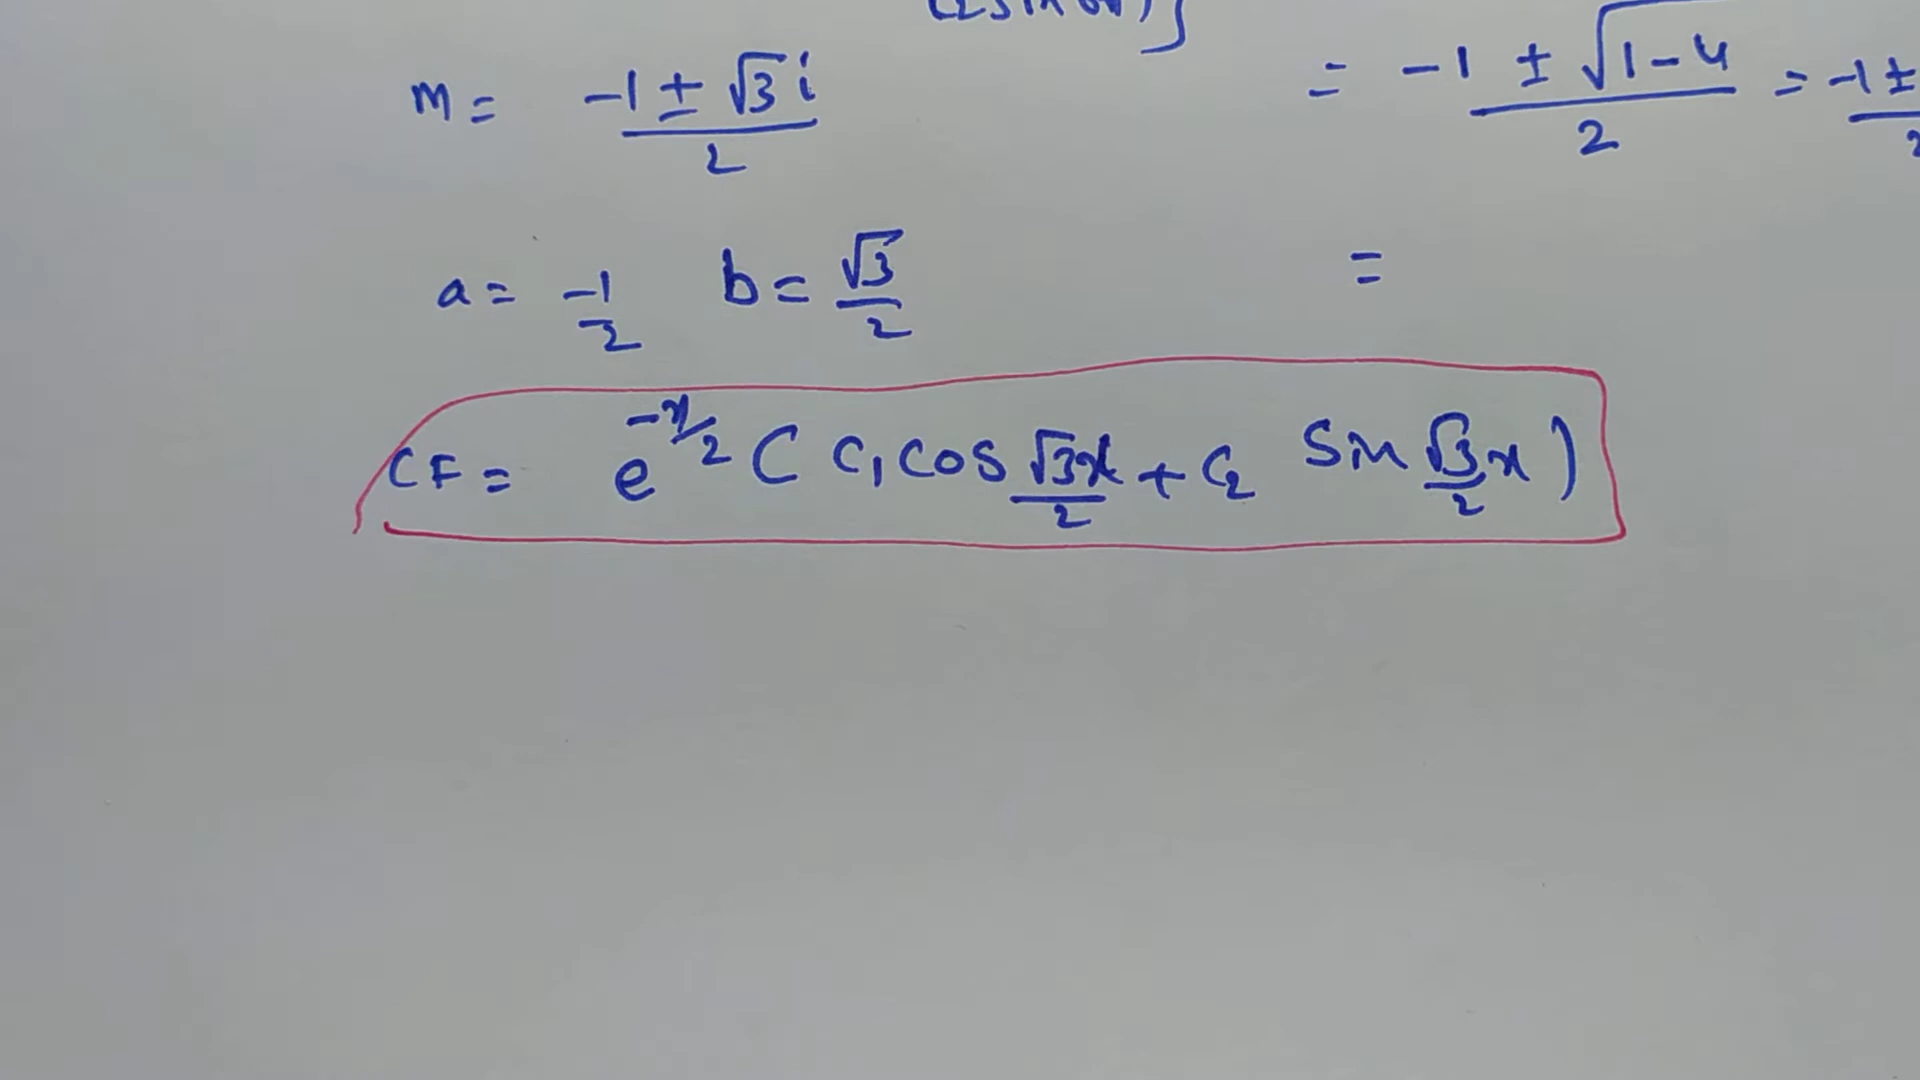 m = -1 ± √3 i / 2
= -1 ± √1-4 / 2 = -1 ±
a = -1/2 b = √3/2
=
CF = e^-x/2 ( C1 cos √3x/2 + C2 sin √3/2 x )